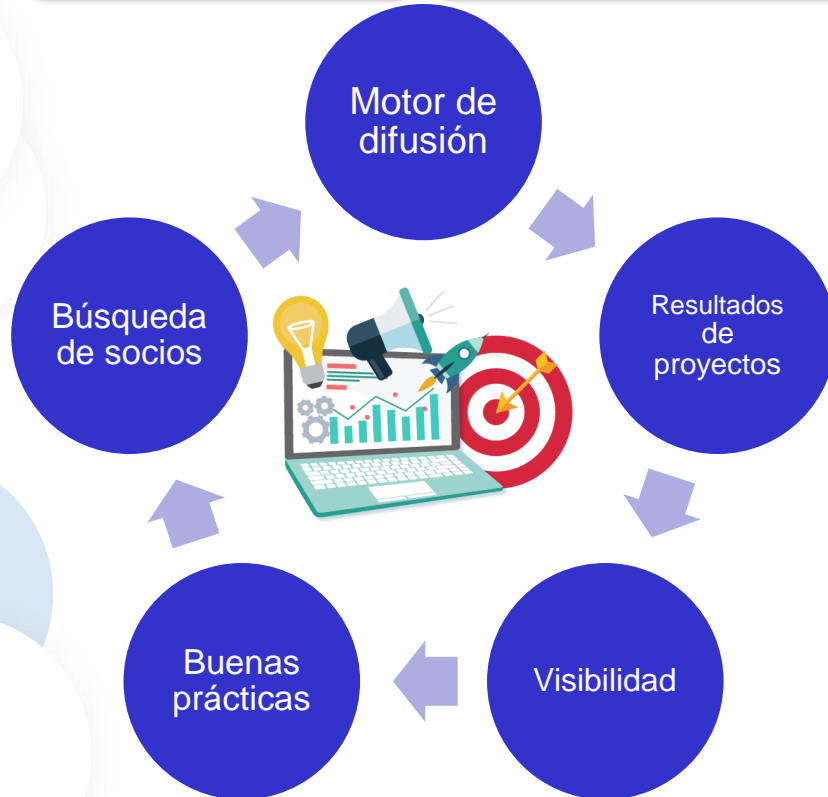 Motor de
difusión
Resultados
de
proyectos
Visibilidad
Buenas
prácticas
Búsqueda
de socios